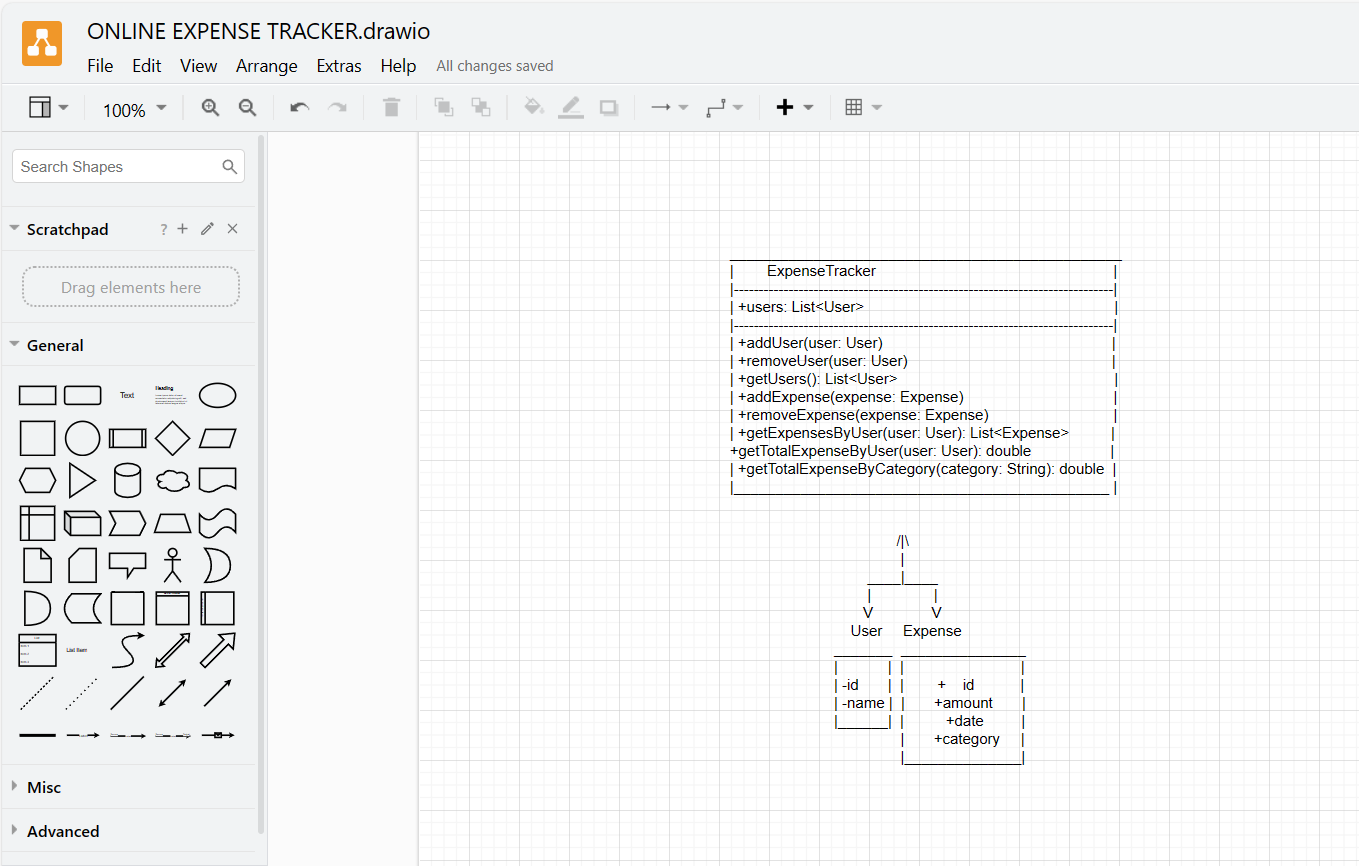 ONLINE EXPENSE TRACKER.drawio
File Edit View Arrange Extras Help All changes saved
100%
Search Shapes
Scratchpad ?
Drag elements here
General
Text Heading
List Item
Misc
Advanced
ExpenseTracker
+users: List<User>
+addUser(user: User)
+removeUser(user: User)
+getUsers(): List<User>
+addExpense(expense: Expense)
+removeExpense(expense: Expense)
+getExpensesByUser(user: User): List<Expense>
+getTotalExpenseByUser(user: User): double
+getTotalExpenseByCategory(category: String): double
/|\
V V
User Expense
-id + id
-name +amount
+date
+category